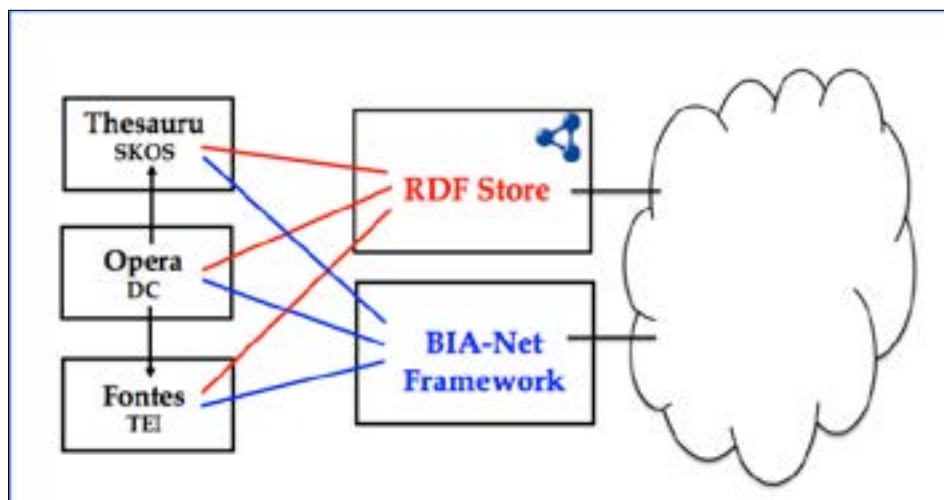 Thesauru
SKOS
Opera
DC
Fontes
TEI
RDF Store
BIA-Net
Framework